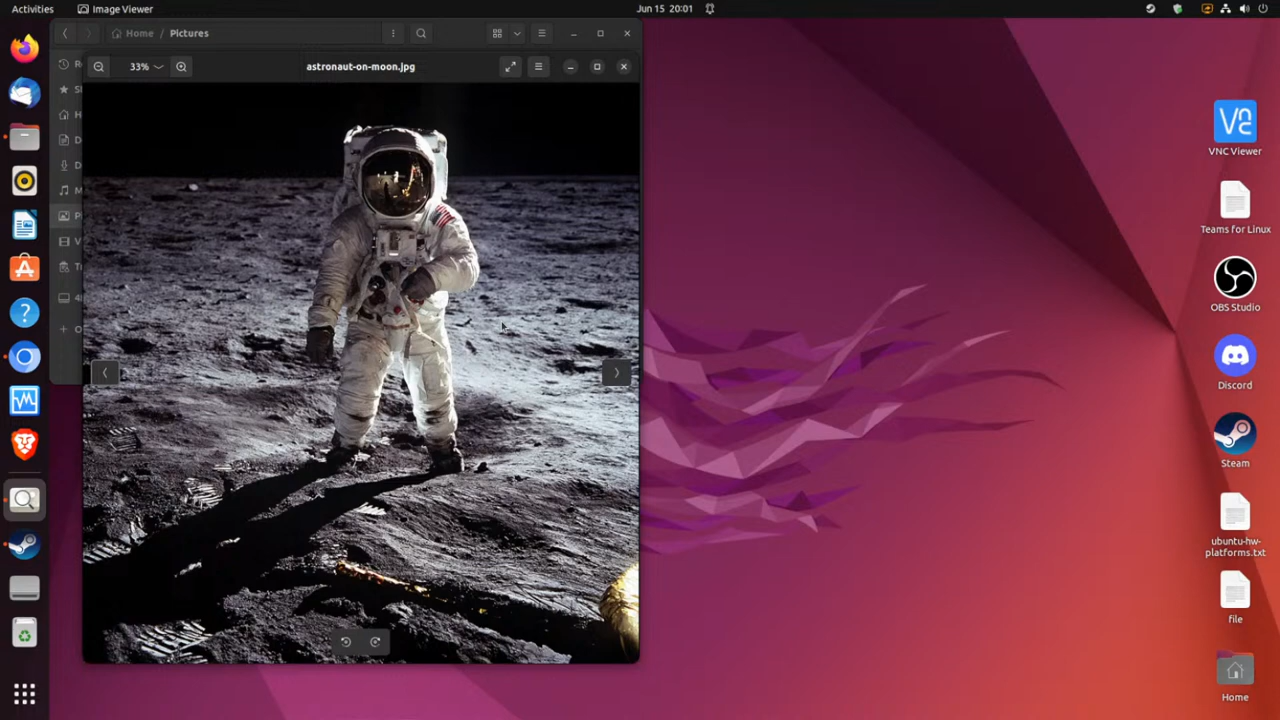 Activities
Image Viewer
Jun 15 20:01
Home / Pictures
33%
astronaut-on-moon.jpg
VNC Viewer
Teams for Linux
OBS Studio
Discord
Steam
ubuntu-hw-
platforms.txt
file
Home